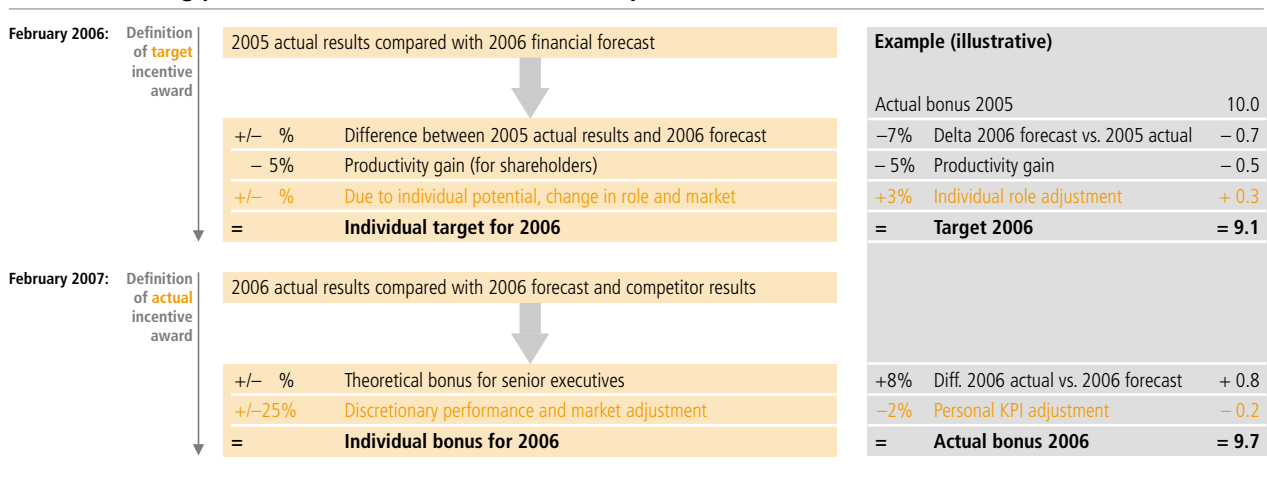 February 2006:
Definition
of target
incentive
award
2005 actual results compared with 2006 financial forecast
+/– % Difference between 2005 actual results and 2006 forecast
– 5% Productivity gain (for shareholders)
+/– % Due to individual potential, change in role and market
= Individual target for 2006
February 2007:
Definition
of actual
incentive
award
2006 actual results compared with 2006 forecast and competitor results
+/– % Theoretical bonus for senior executives
+/–25% Discretionary performance and market adjustment
= Individual bonus for 2006
Example (illustrative)
Actual bonus 2005 10.0
–7% Delta 2006 forecast vs. 2005 actual – 0.7
– 5% Productivity gain – 0.5
+3% Individual role adjustment + 0.3
= Target 2006 = 9.1
+8% Diff. 2006 actual vs. 2006 forecast + 0.8
–2% Personal KPI adjustment – 0.2
= Actual bonus 2006 = 9.7